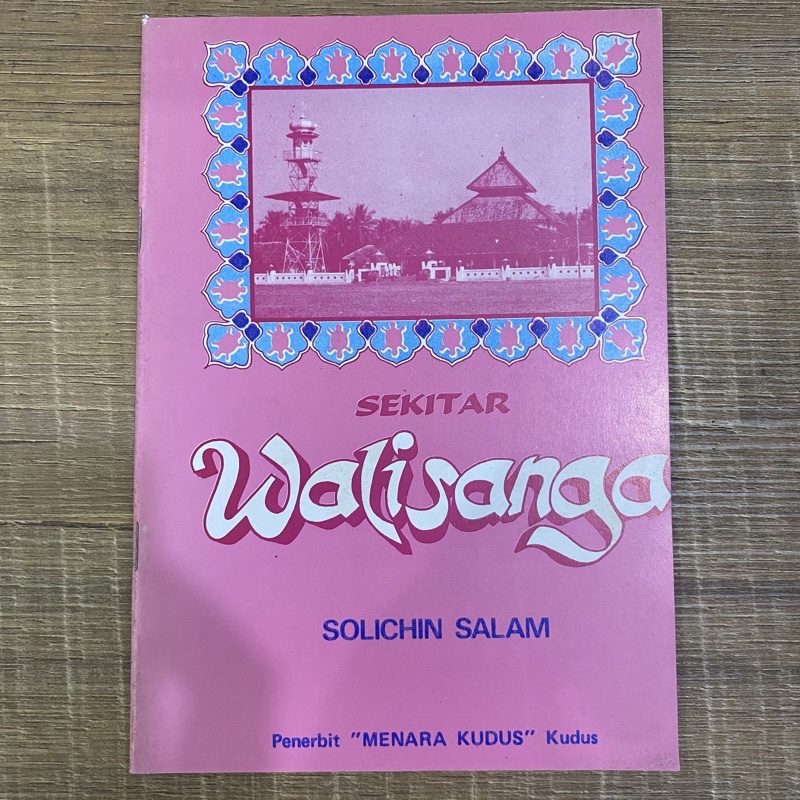 SEKITAR
Walisanga
SOLICHIN SALAM
Penerbit "MENARA KUDUS" Kudus